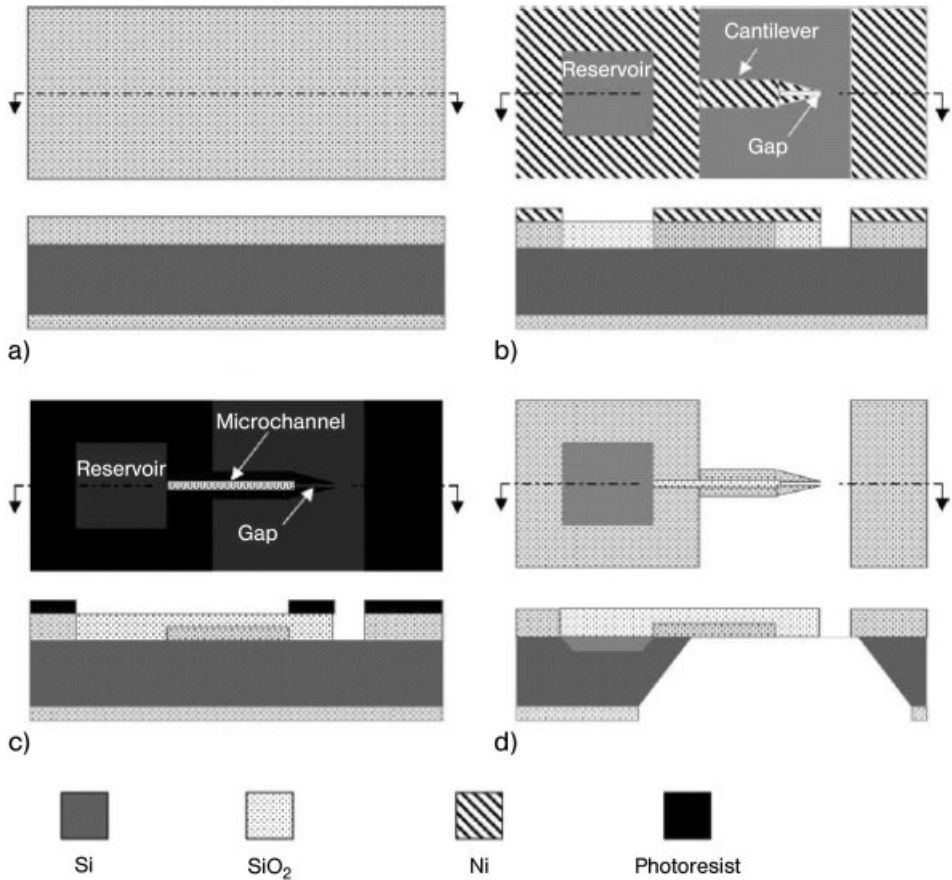 Cantilever
Reservoir
Gap
a)
b)
Microchannel
Reservoir
Gap
c)
d)
Si
SiO₂
Ni
Photoresist